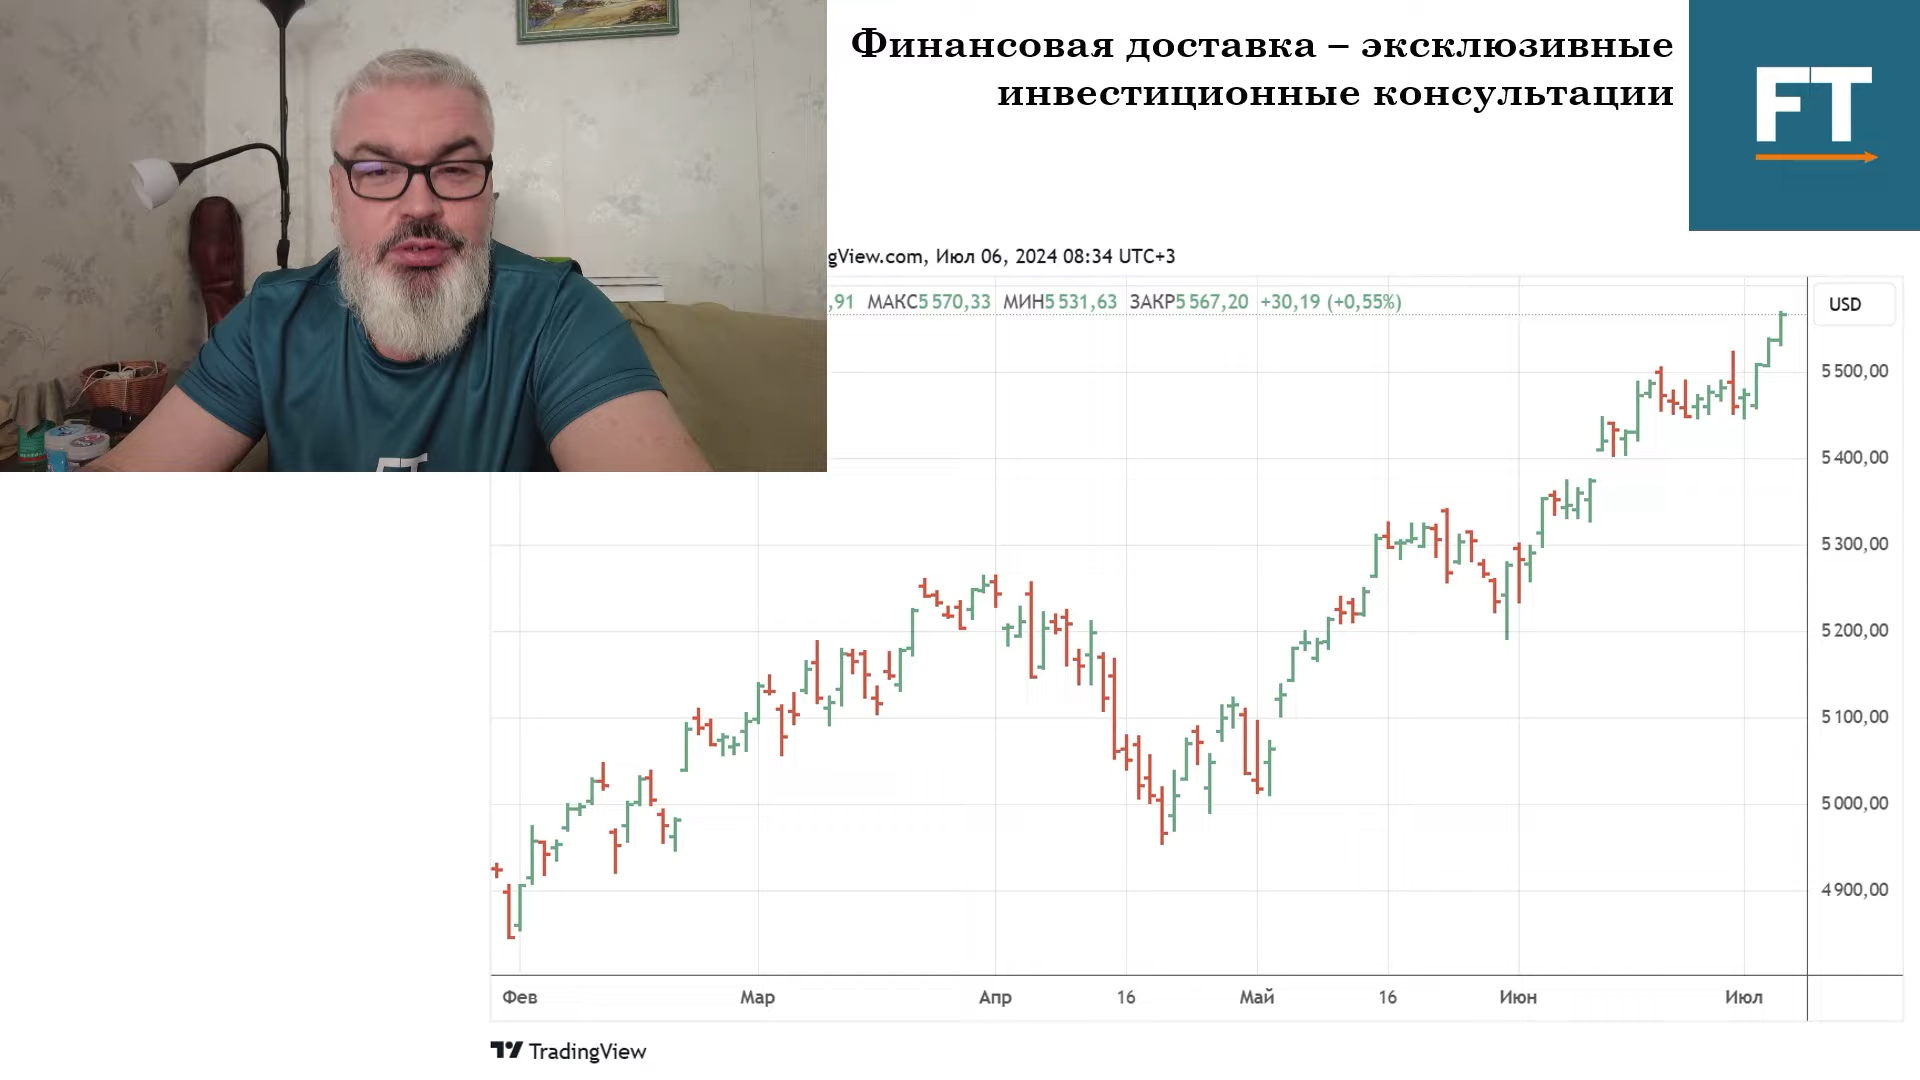 Финансовая доставка – эксклюзивные
инвестиционные консультации
FT
gView.com, Июл 06, 2024 08:34 UTC+3
,91 МАКС5 570,33 МИН5 531,63 ЗАКР5 567,20 +30,19 (+0,55%)
USD
5 500,00
5 400,00
5 300,00
5 200,00
5 100,00
5 000,00
4 900,00
Фев Мар Апр 16 Май 16 Июн Июл
TradingView